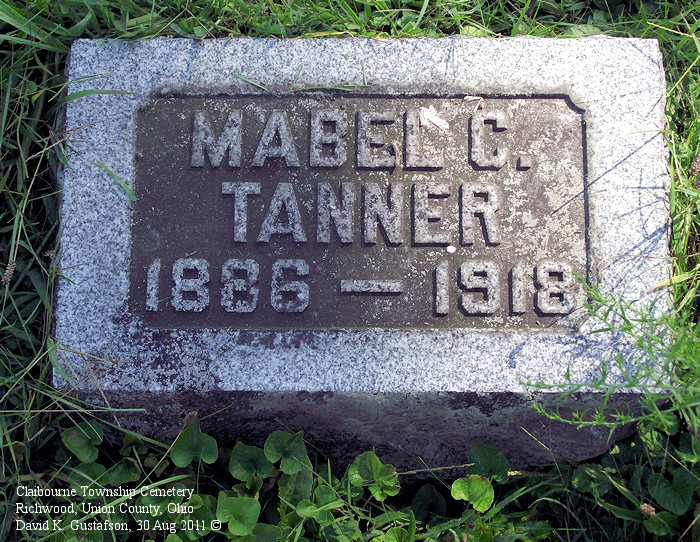 MABEL C.
TANNER
1886 — 1918
Claibourne Township Cemetery
Richwood, Union County, Ohio
David K. Gustafson, 30 Aug 2011 ©